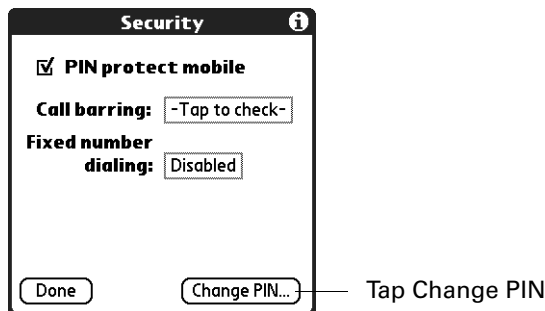 Security
PIN protect mobile
Call barring: -Tap to check-
Fixed number
dialing: Disabled
Done Change PIN... Tap Change PIN